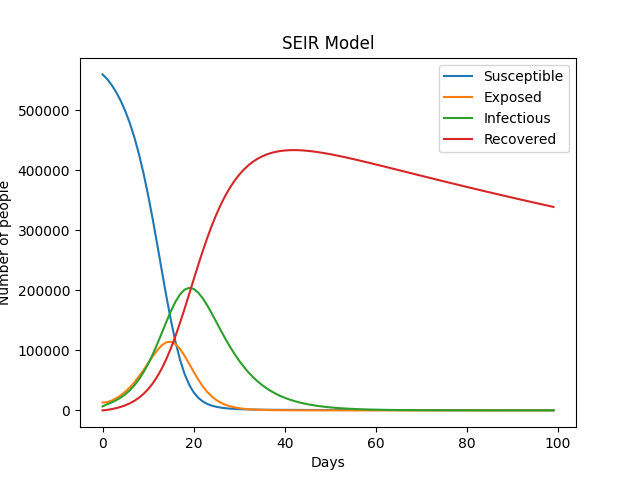 SEIR Model
Susceptible
Exposed
Infectious
Recovered
Number of people
500000
400000
300000
200000
100000
0
0 20 40 60 80 100
Days